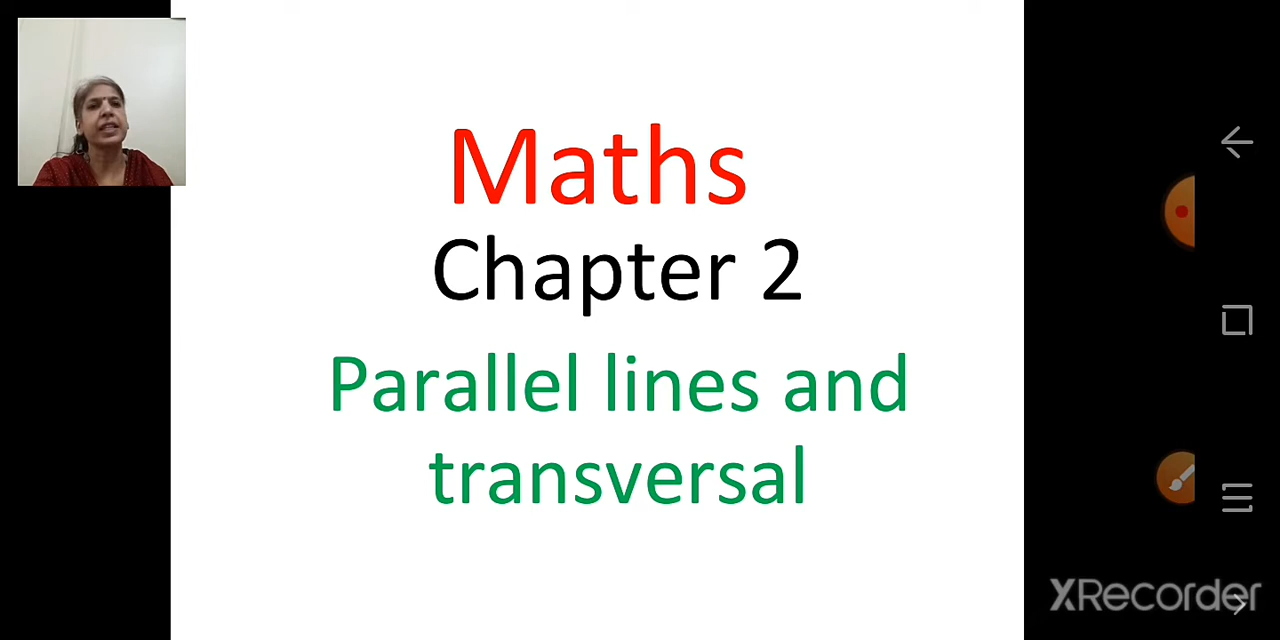 Maths
Chapter 2
Parallel lines and
transversal
XRecorder